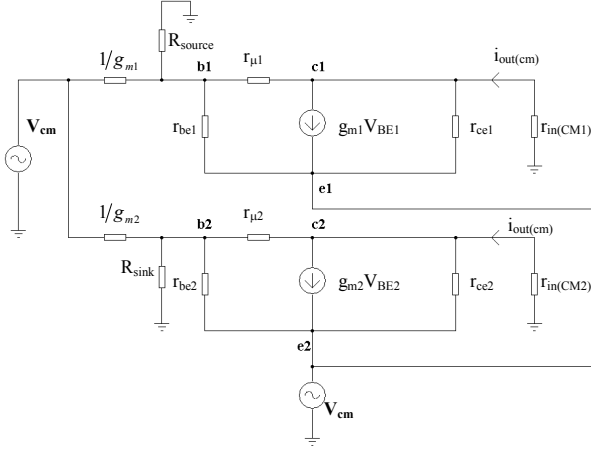 R_source
1/g_m1
b1
r_μ1
c1
i_out(cm)
V_cm
r_be1
g_m1V_BE1
r_ce1
r_in(CM1)
e1
1/g_m2
b2
r_μ2
c2
i_out(cm)
R_sink
r_be2
g_m2V_BE2
r_ce2
r_in(CM2)
e2
V_cm